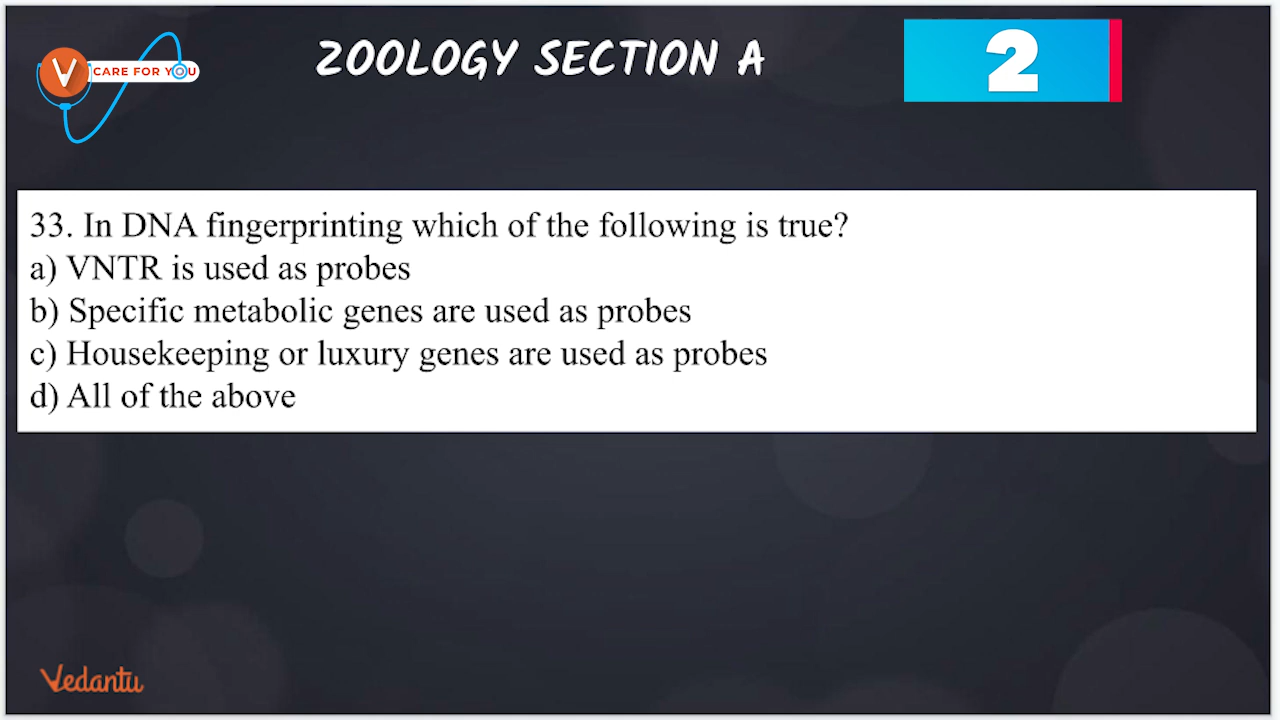 V CARE FOR YOU
ZOOLOGY SECTION A
2
33. In DNA fingerprinting which of the following is true?
a) VNTR is used as probes
b) Specific metabolic genes are used as probes
c) Housekeeping or luxury genes are used as probes
d) All of the above
Vedantu